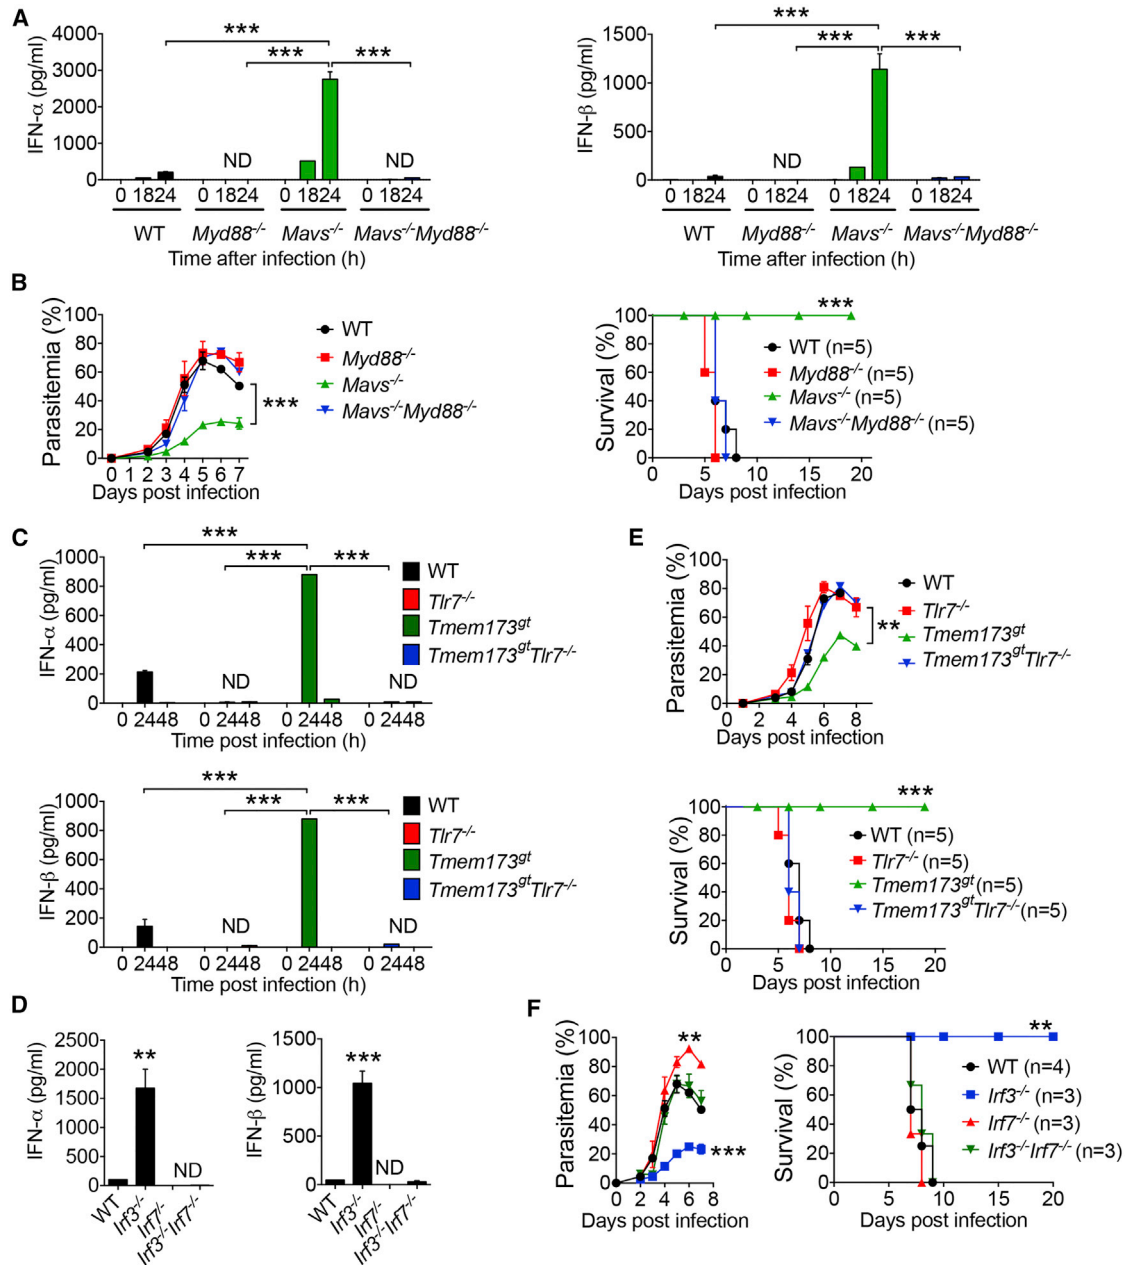 A
IFN-α (pg/ml)
4000
3000
2000
1000
0
***
*** ***
ND ND
0 1824 0 1824 0 1824 0 1824
WT Myd88-/- Mavs-/- Mavs-/-Myd88-/-
Time after infection (h)
IFN-β (pg/ml)
1500
1000
500
0
***
*** ***
ND
0 1824 0 1824 0 1824 0 1824
WT Myd88-/- Mavs-/- Mavs-/-Myd88-/-
Time after infection (h)
B
Parasitemia (%)
100
80
60
40
20
0
0 1 2 3 4 5 6 7
Days post infection
***
WT
Myd88-/-
Mavs-/-
Mavs-/-Myd88-/-
Survival (%)
100
80
60
40
20
0
0 5 10 15 20
Days post infection
***
WT (n=5)
Myd88-/- (n=5)
Mavs-/- (n=5)
Mavs-/-Myd88-/- (n=5)
C
IFN-α (pg/ml)
1000
800
600
400
200
0
***
*** ***
ND ND
0 2448 0 2448 0 2448 0 2448
Time post infection (h)
WT
Tlr7-/-
Tmem173gt
Tmem173gtTlr7-/-
IFN-β (pg/ml)
1000
800
600
400
200
0
***
*** ***
ND ND
0 2448 0 2448 0 2448 0 2448
Time post infection (h)
WT
Tlr7-/-
Tmem173gt
Tmem173gtTlr7-/-
E
Parasitemia (%)
100
80
60
40
20
0
0 2 4 6 8
Days post infection
**
WT
Tlr7-/-
Tmem173gt
Tmem173gtTlr7-/-
Survival (%)
100
80
60
40
20
0
0 5 10 15 20
Days post infection
***
WT (n=5)
Tlr7-/- (n=5)
Tmem173gt (n=5)
Tmem173gtTlr7-/- (n=5)
D
IFN-α (pg/ml)
2500
2000
1500
1000
500
0
**
ND
WT
Irf3-/-
Irf7-/-
Irf3-/-Irf7-/-
IFN-β (pg/ml)
1500
1000
500
0
***
ND
WT
Irf3-/-
Irf7-/-
Irf3-/-Irf7-/-
F
Parasitemia (%)
100
80
60
40
20
0
0 2 4 6 8
Days post infection
**
***
Survival (%)
100
80
60
40
20
0
0 5 10 15 20
Days post infection
**
WT (n=4)
Irf3-/- (n=3)
Irf7-/- (n=3)
Irf3-/-Irf7-/- (n=3)